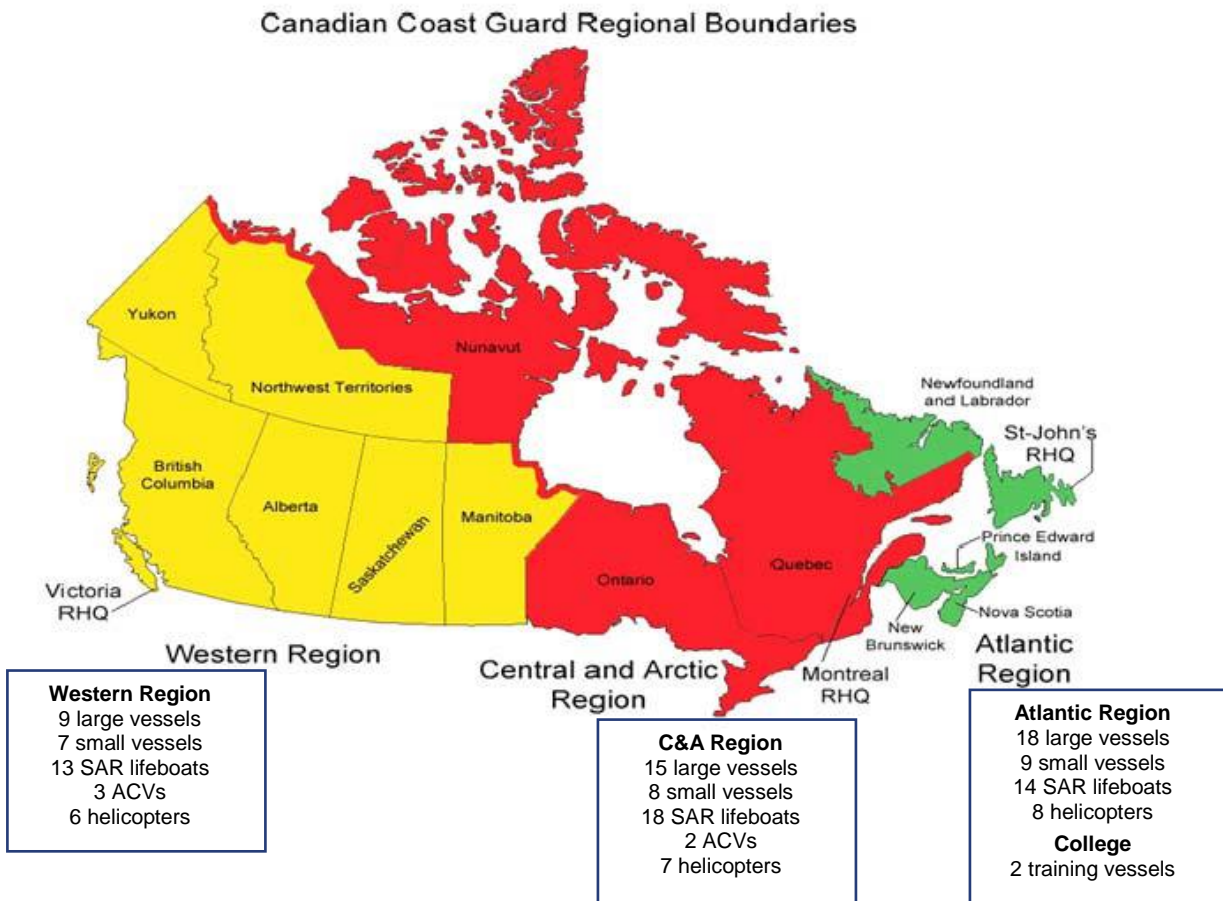 Canadian Coast Guard Regional Boundaries
Yukon
Nunavut
Northwest Territories
Newfoundland
and Labrador
St-John's
RHQ
British
Columbia
Alberta
Saskatchewah
Manitoba
Ontario
Quebec
Prince Edward
Island
Nova Scotia
New
Brunswick
Victoria
RHQ
Montreal
RHQ
Western Region
Central and Arctic
Region
Atlantic
Region
Western Region
9 large vessels
7 small vessels
13 SAR lifeboats
3 ACVs
6 helicopters
C&A Region
15 large vessels
8 small vessels
18 SAR lifeboats
2 ACVs
7 helicopters
Atlantic Region
18 large vessels
9 small vessels
14 SAR lifeboats
8 helicopters
College
2 training vessels